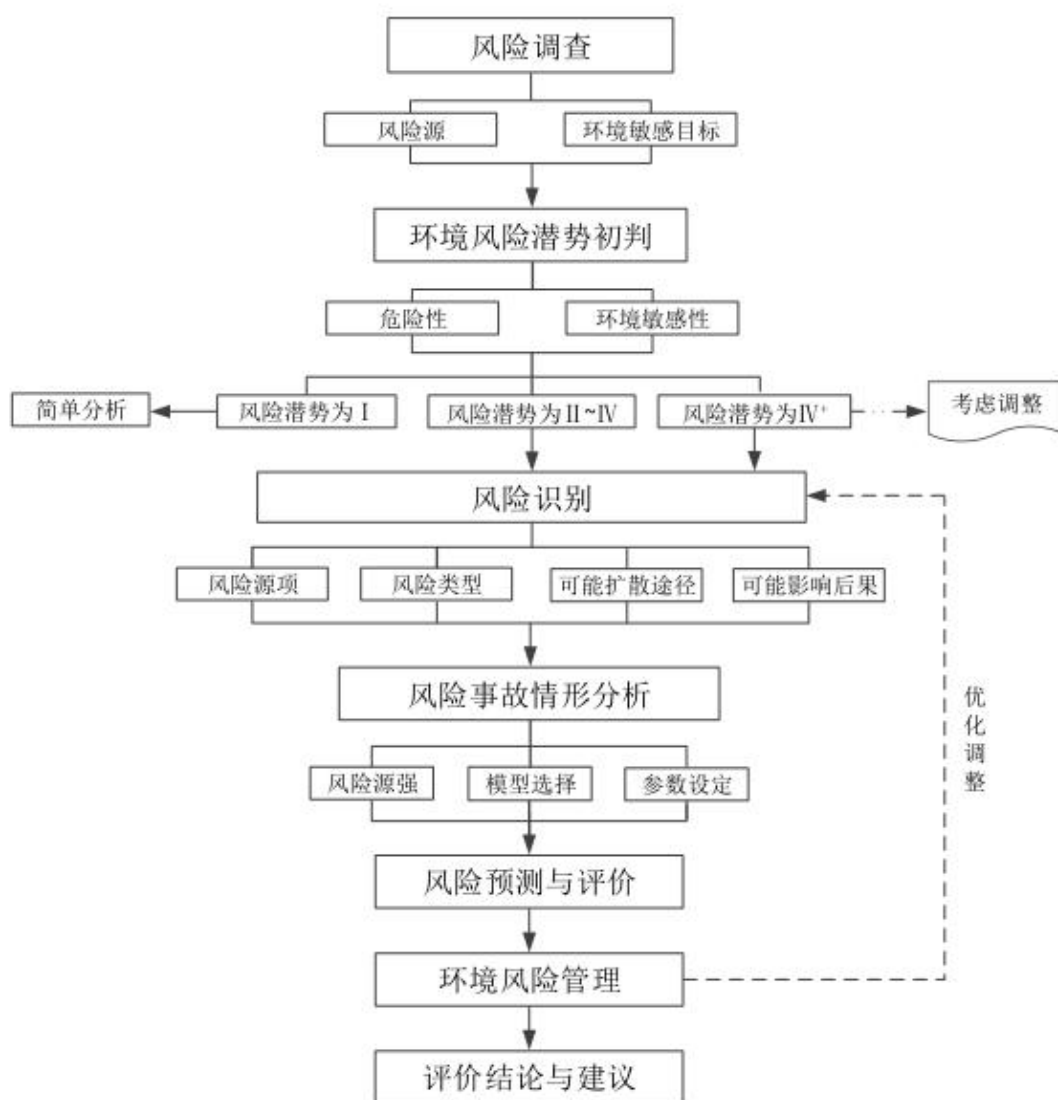 风险调查
风险源
环境敏感目标
环境风险潜势初判
危险性
环境敏感性
简单分析
风险潜势为Ⅰ
风险潜势为Ⅱ~Ⅳ
风险潜势为Ⅳ⁺
考虑调整
风险识别
风险源项
风险类型
可能扩散途径
可能影响后果
风险事故情形分析
优化调整
风险源强
模型选择
参数设定
风险预测与评价
环境风险管理
评价结论与建议